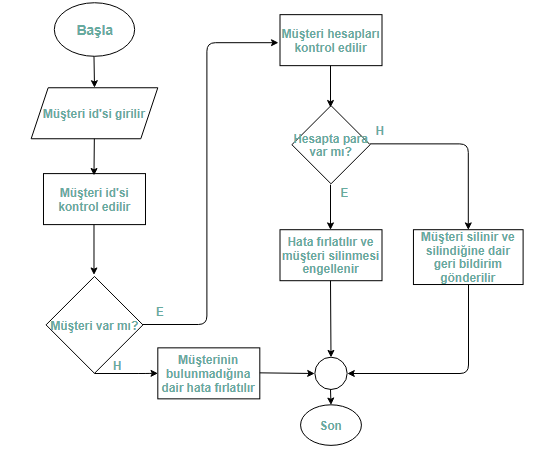 Başla
Müşteri id'si girilir
Müşteri id'si
kontrol edilir
Müşteri var mı?
E
H
Müşterinin
bulunmadığına
dair hata fırlatılır
Müşteri hesapları
kontrol edilir
Hesapta para
var mı?
H
E
Hata fırlatılır ve
müşteri silinmesi
engellenir
Müşteri silinir ve
silindiğine dair
geri bildirim
gönderilir
Son